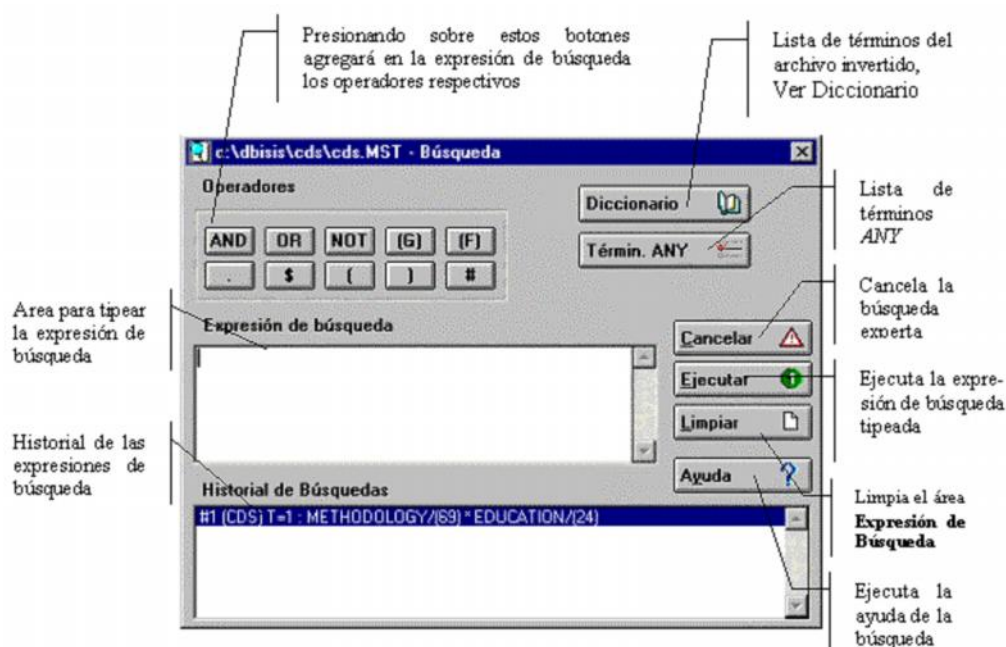 Presionando sobre estos botones
agregará en la expresión de búsqueda
los operadores respectivos
Lista de términos del
archivo invertido,
Ver Diccionario
c:\dbisis\cds\cds.MST - Búsqueda
Operadores
AND OR NOT (G) (F)
. $ ( ) #
Diccionario
Términ. ANY
Lista de
términos
ANY
Area para tipear
la expresión de
búsqueda
Expresión de búsqueda
Cancelar
Ejecutar
Limpiar
Ayuda
Cancela la
búsqueda
experta
Ejecuta la expre-
sión de búsqueda
tipeada
Historial de las
expresiones de
búsqueda
Historial de Búsquedas
#1 (CDS) T=1 : METHODOLOGY/(69) * EDUCATION/(24)
Limpia el área
Expresión de
Búsqueda
Ejecuta la
ayuda de la
búsqueda